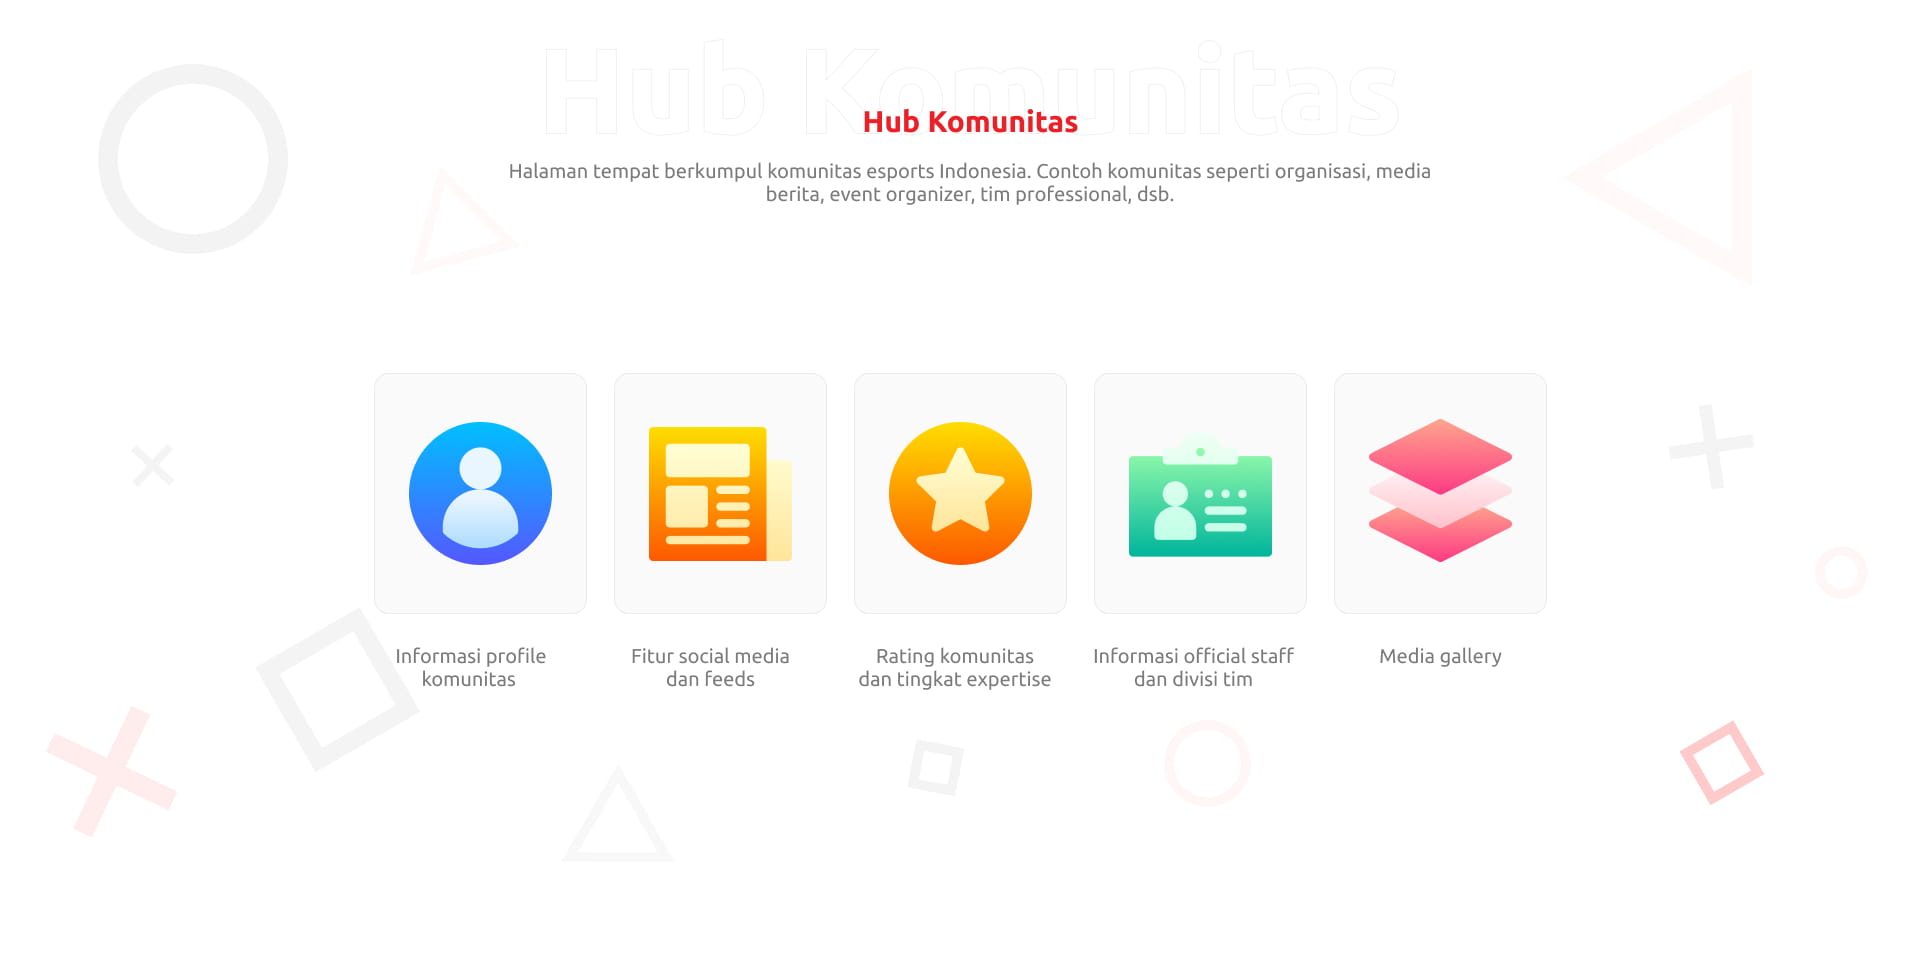 Hub Komunitas
Hub Komunitas
Halaman tempat berkumpul komunitas esports Indonesia. Contoh komunitas seperti organisasi, media
berita, event organizer, tim professional, dsb.
Informasi profile
komunitas
Fitur social media
dan feeds
Rating komunitas
dan tingkat expertise
Informasi official staff
dan divisi tim
Media gallery